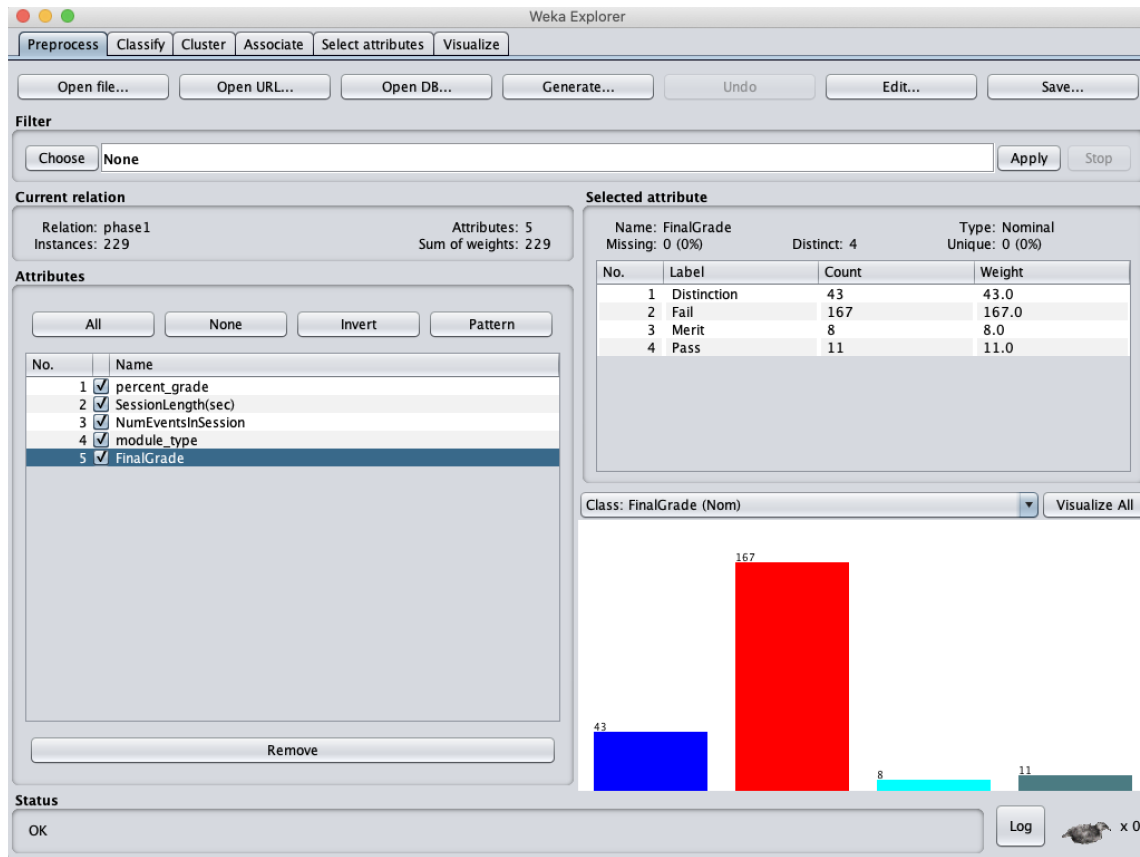 Weka Explorer
Preprocess Classify Cluster Associate Select attributes Visualize
Open file... Open URL... Open DB... Generate... Undo Edit... Save...
Filter
Choose None Apply Stop
Current relation
Relation: phase1 Attributes: 5
Instances: 229 Sum of weights: 229
Attributes
All None Invert Pattern
No. Name
1 percent_grade
2 SessionLength(sec)
3 NumEventsInSession
4 module_type
5 FinalGrade
Remove
Selected attribute
Name: FinalGrade Type: Nominal
Missing: 0 (0%) Distinct: 4 Unique: 0 (0%)
No. Label Count Weight
1 Distinction 43 43.0
2 Fail 167 167.0
3 Merit 8 8.0
4 Pass 11 11.0
Class: FinalGrade (Nom) Visualize All
43 167 8 11
Status
OK Log x 0